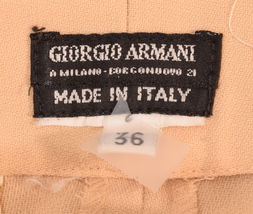 GIORGIO ARMANI
A MILANO-BORGONUOVO 21
MADE IN ITALY
36